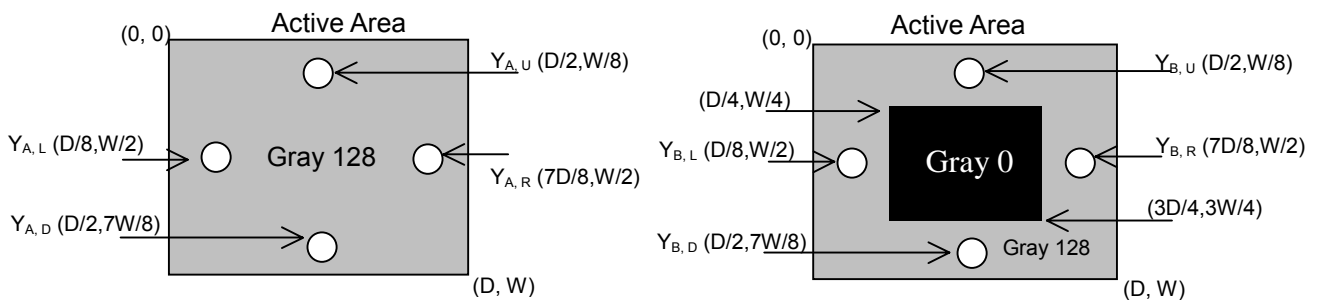 Active Area
(0, 0)
Y_A, U (D/2,W/8)
Y_A, L (D/8,W/2)
Gray 128
Y_A, R (7D/8,W/2)
Y_A, D (D/2,7W/8)
(D, W)
Active Area
(0, 0)
Y_B, U (D/2,W/8)
(D/4,W/4)
Y_B, L (D/8,W/2)
Gray 0
Y_B, R (7D/8,W/2)
(3D/4,3W/4)
Y_B, D (D/2,7W/8)
Gray 128
(D, W)